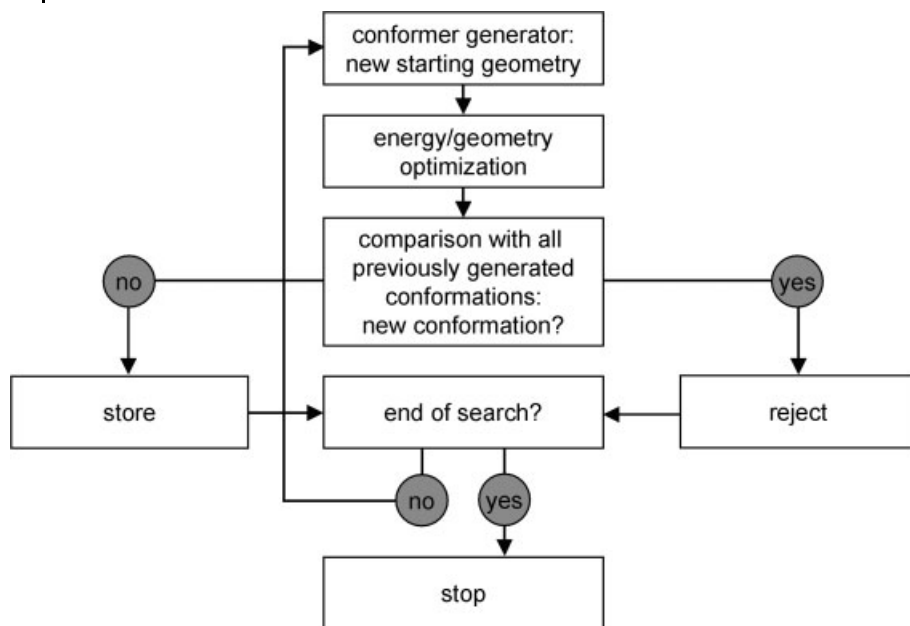 conformer generator:
new starting geometry
energy/geometry
optimization
comparison with all
previously generated
conformations:
new conformation?
no
yes
store
end of search?
reject
no
yes
stop